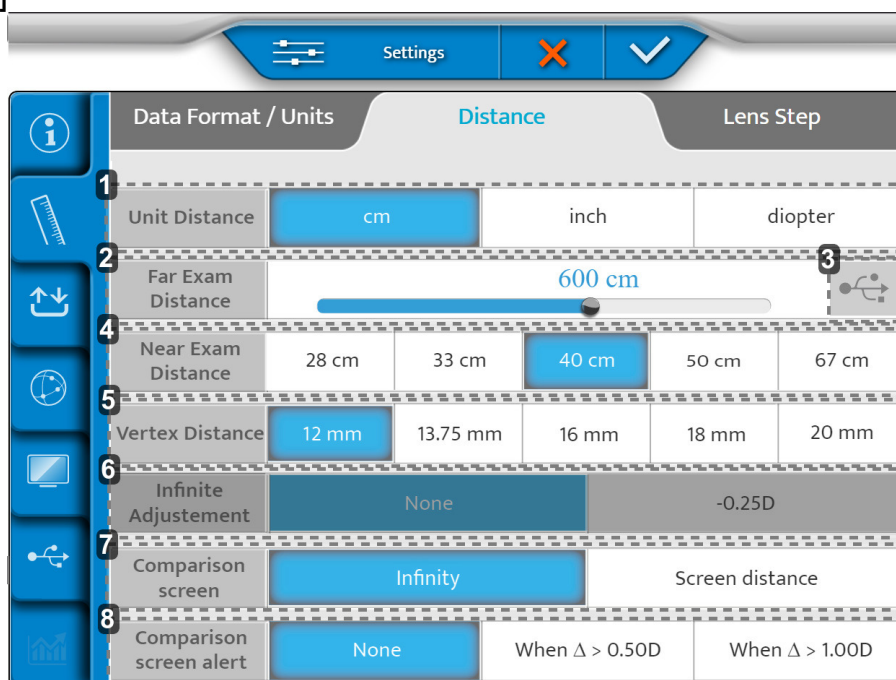 Settings
Data Format / Units
Distance
Lens Step
1
Unit Distance
cm
inch
diopter
2
Far Exam
Distance
600 cm
3
4
Near Exam
Distance
28 cm
33 cm
40 cm
50 cm
67 cm
5
Vertex Distance
12 mm
13.75 mm
16 mm
18 mm
20 mm
6
Infinite
Adjustement
None
-0.25D
7
Comparison
screen
Infinity
Screen distance
8
Comparison
screen alert
None
When Δ > 0.50D
When Δ > 1.00D